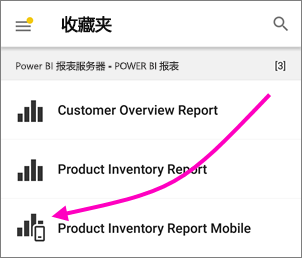 收藏夹
Power BI 报表服务器 - POWER BI 报表 [3]
Customer Overview Report
Product Inventory Report
Product Inventory Report Mobile